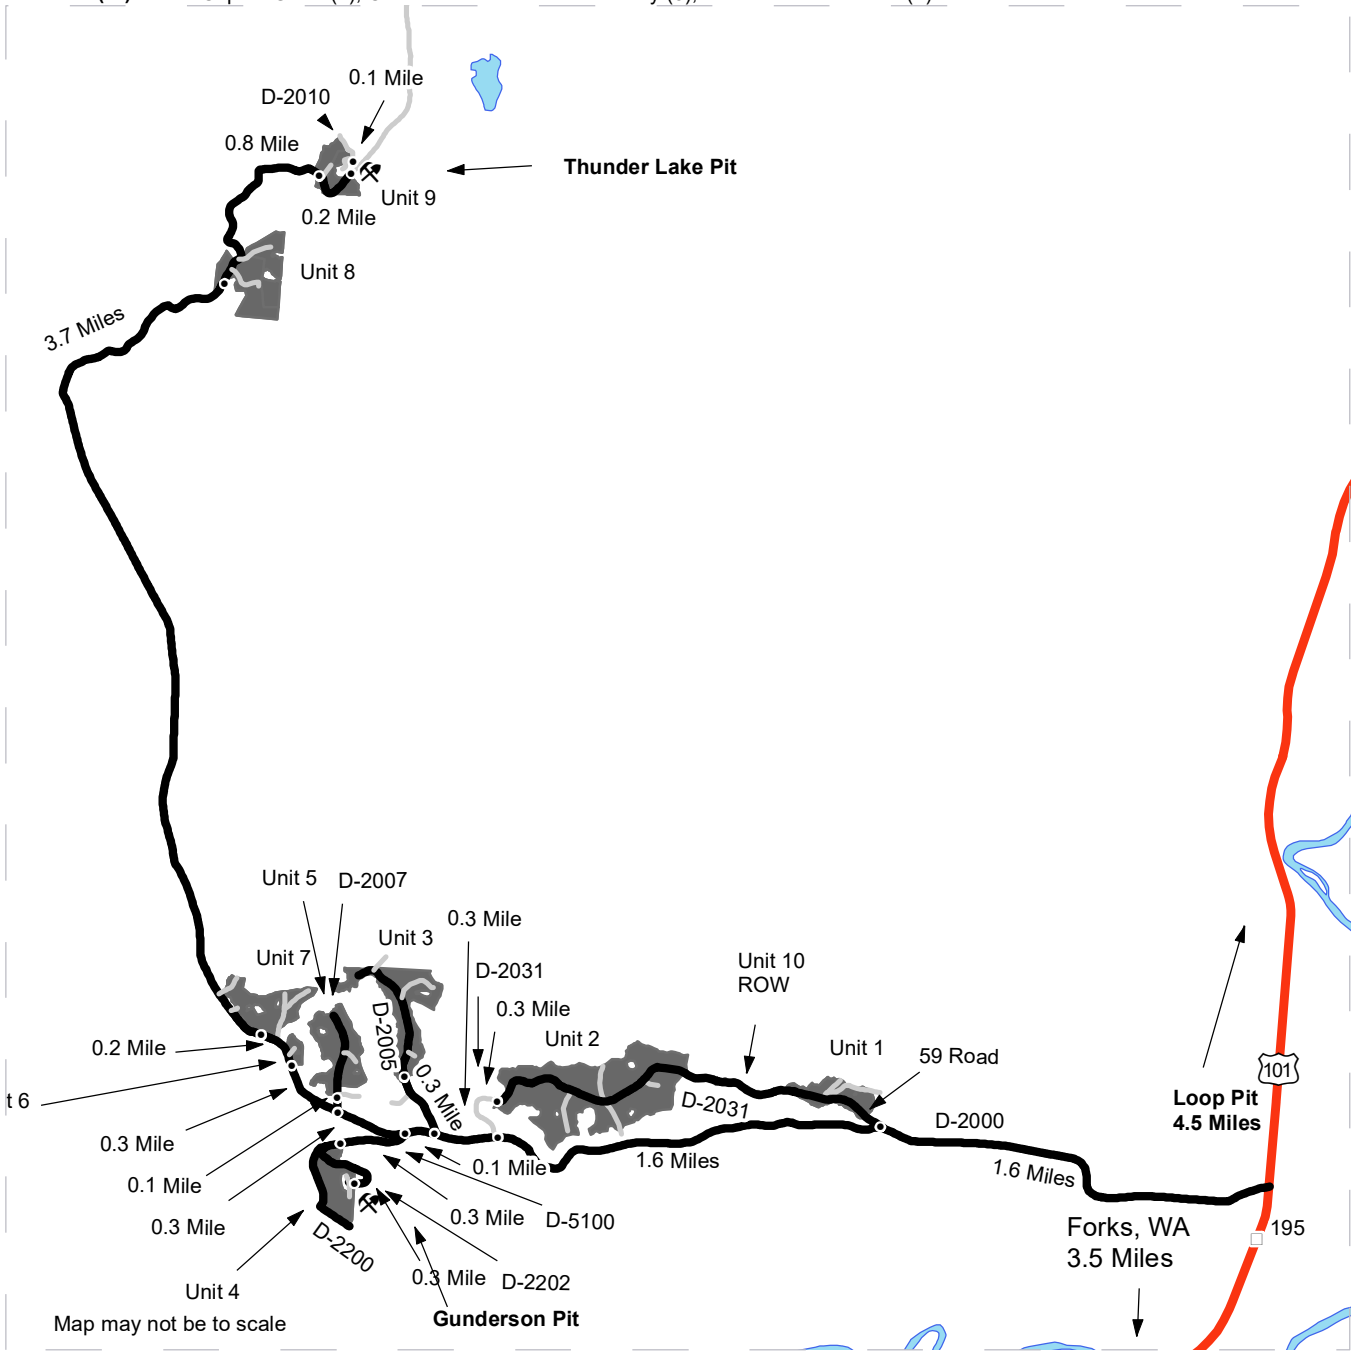 0.1 Mile
D-2010
0.8 Mile
Thunder Lake Pit
Unit 9
0.2 Mile
Unit 8
3.7 Miles
Unit 5
D-2007
0.3 Mile
Unit 3
Unit 7
D-2031
Unit 10
ROW
0.3 Mile
D-2005
Unit 2
Unit 1
59 Road
0.2 Mile
101
0.3 Mile
t 6
D-2031
Loop Pit
4.5 Miles
D-2000
0.3 Mile
1.6 Miles
0.1 Mile
1.6 Miles
0.1 Mile
0.3 Mile
0.3 Mile
D-5100
Forks, WA
3.5 Miles
195
D-2200
0.3 Mile
D-2202
Unit 4
Gunderson Pit
Map may not be to scale